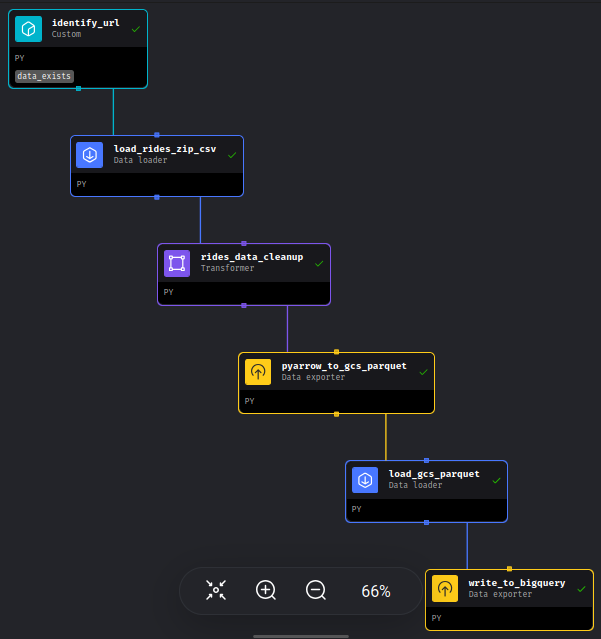 identify_url
Custom
PY
data_exists
load_rides_zip_csv
Data loader
PY
rides_data_cleanup
Transformer
PY
pyarrow_to_gcs_parquet
Data exporter
PY
load_gcs_parquet
Data loader
PY
write_to_bigquery
Data exporter
PY
66%